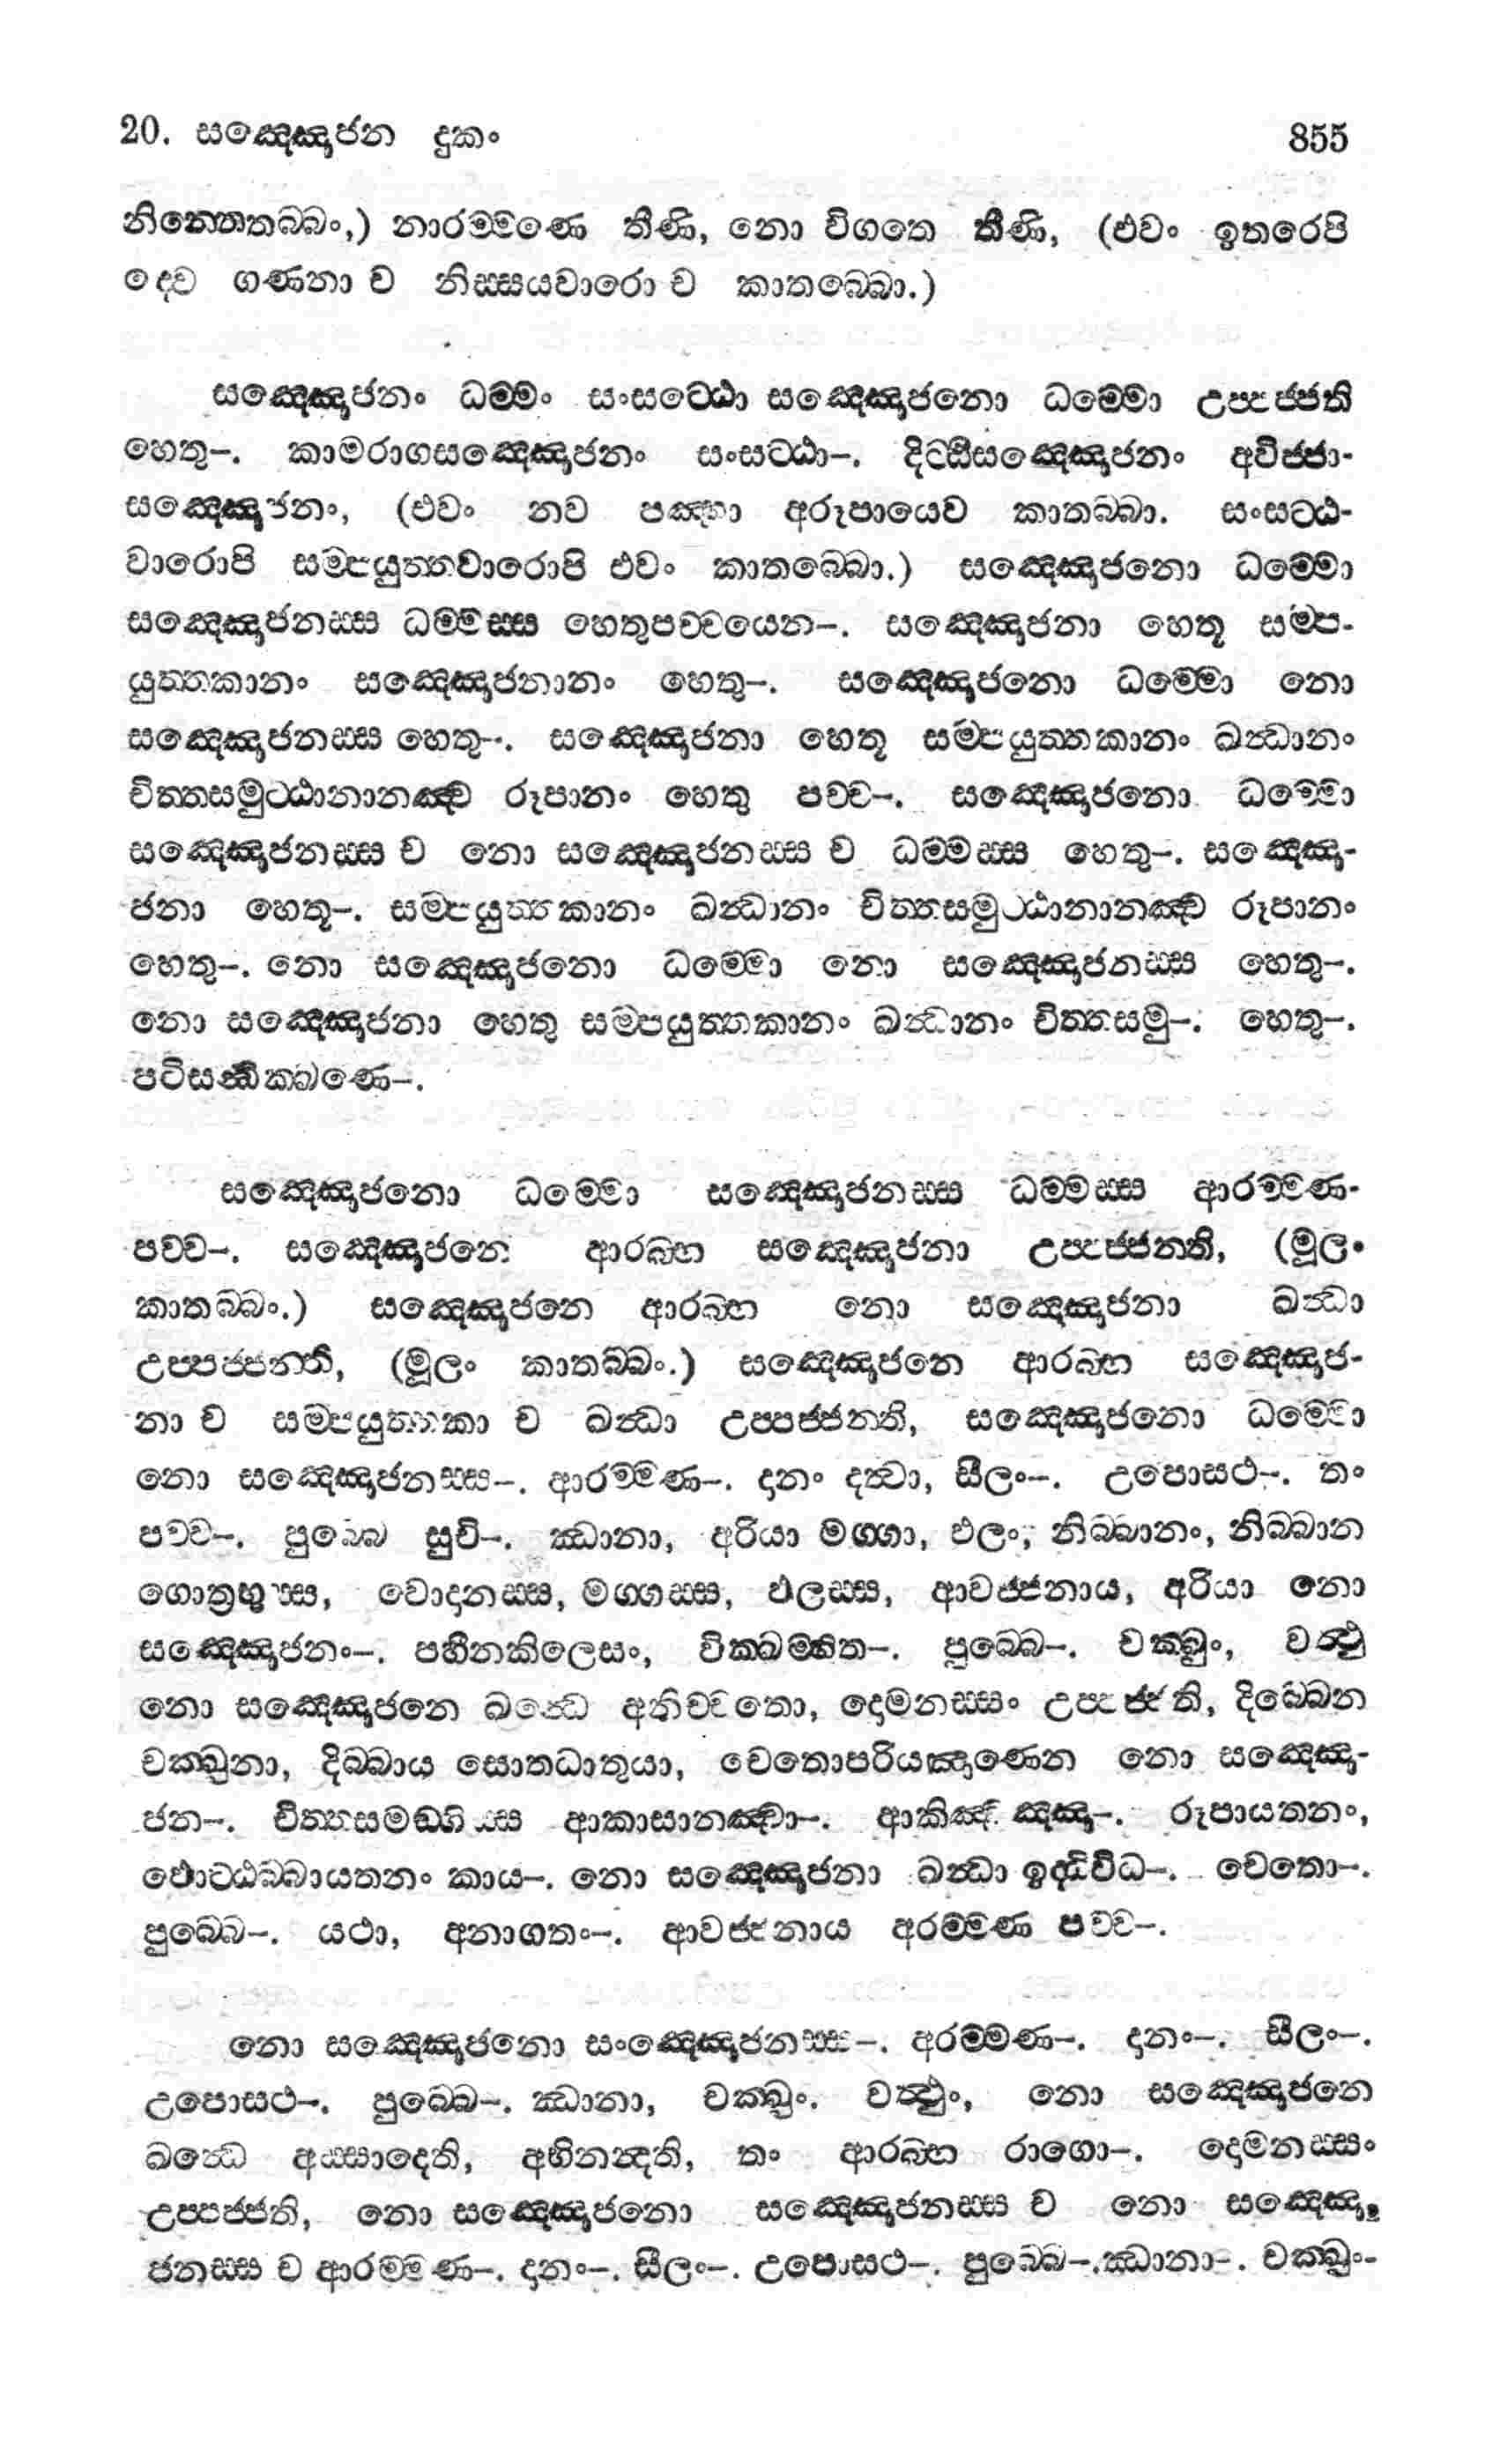 20. සඤ්ඤොජන දුකං 855
නින්නෙතබ්බං,) නාරම්මණෙ තීණි, නො විගතෙ තීණි, (එවං ඉතරෙපි
ද්වෙ ගණනා ච නිස්සයවාරො ච කාතබ්බො.)
සඤ්ඤොජනං ධම්මං සංසට්ඨො සඤ්ඤොජනො ධම්මො උප්පජ්ජති
හෙතු–. කාමරාගසඤ්ඤොජනං සංසට්ඨා–. දිට්ඨිසඤ්ඤොජනං අවිජ්ජා-
සඤ්ඤොජනං, (එවං නව පඤ්හා අරූපායෙව කාතබ්බා. සංසට්ඨ-
වාරොපි සම්පයුත්තවාරොපි එවං කාතබ්බො.) සඤ්ඤොජනො ධම්මො
සඤ්ඤොජනස්ස ධම්මස්ස හෙතුපච්චයෙන–. සඤ්ඤොජනා හෙතූ සම්ප-
යුත්තකානං සඤ්ඤොජනානං හෙතු–. සඤ්ඤොජනො ධම්මො නො
සඤ්ඤොජනස්ස හෙතු–. සඤ්ඤොජනා හෙතූ සම්පයුත්තකානං ඛන්ධානං
චිත්තසමුට්ඨානානඤ්ච රූපානං හෙතු පච්ච–. සඤ්ඤොජනො ධම්මො
සඤ්ඤොජනස්ස ච නො සඤ්ඤොජනස්ස ච ධම්මස්ස හෙතු–. සඤ්ඤො-
ජනා හෙතූ–. සම්පයුත්තකානං ඛන්ධානං චිත්තසමුට්ඨානානඤ්ච රූපානං
හෙතු–. නො සඤ්ඤොජනො ධම්මො නො සඤ්ඤොජනස්ස හෙතු–.
නො සඤ්ඤොජනා හෙතු සම්පයුත්තකානං ඛන්ධානං චිත්තසමු–. හෙතු–.
පටිසන්ධික්ඛණෙ–.
සඤ්ඤොජනො ධම්මො සඤ්ඤොජනස්ස ධම්මස්ස ආරම්මණ-
පච්ච–. සඤ්ඤොජනෙ ආරබ්භ සඤ්ඤොජනා උප්පජ්ජන්ති, (මූලං
කාතබ්බං.) සඤ්ඤොජනෙ ආරබ්භ නො සඤ්ඤොජනා ඛන්ධා
උප්පජ්ජන්ති, (මූලං කාතබ්බං.) සඤ්ඤොජනෙ ආරබ්භ සඤ්ඤොජ-
නා ච සම්පයුත්තකා ච ඛන්ධා උප්පජ්ජන්ති, සඤ්ඤොජනො ධම්මො
නො සඤ්ඤොජනස්ස–. ආරම්මණ–. දානං දත්වා, සීලං–. උපොසථ–. තං
පච්ච–. පුබ්බෙ සුචි–. ඣානා, අරියා මග්ගා, ඵලං, නිබ්බානං, නිබ්බාන
ගොත්‍රභුස්ස, වොදානස්ස, මග්ගස්ස, ඵලස්ස, ආවජ්ජනාය, අරියා නො
සඤ්ඤොජනං–. පහීනකිලෙසං, වික්ඛම්භිත–. පුබ්බෙ–. චක්ඛුං, වත්ථු
නො සඤ්ඤොජනෙ ඛන්ධෙ අනිච්චතො, දොමනස්සං උප්පජ්ජති, දිබ්බෙන
චක්ඛුනා, දිබ්බාය සොතධාතුයා, චෙතොපරියඤාණෙන නො සඤ්ඤො-
ජන–. චිත්තසමඞ්ගිස්ස ආකාසානඤ්චා–. ආකිඤ්චඤ්ඤා–. රූපායතනං,
ඵොට්ඨබ්බායතනං කාය–. නො සඤ්ඤොජනා ඛන්ධා ඉද්ධිවිධ–. චෙතො–.
පුබ්බෙ–. යථා, අනාගතං–. ආවජ්ජනාය අරම්මණ පච්ච–.
නො සඤ්ඤොජනො සංඤ්ඤොජනස්ස–. අරම්මණ–. දානං–. සීලං–.
උපොසථ–. පුබ්බෙ–. ඣානා, චක්ඛුං. වත්ථුං, නො සඤ්ඤොජනෙ
ඛන්ධෙ අස්සාදෙති, අභිනන්දති, තං ආරබ්භ රාගො–. දොමනස්සං
උප්පජ්ජති, නො සඤ්ඤොජනො සඤ්ඤොජනස්ස ච නො සඤ්ඤො-
ජනස්ස ච ආරම්මණ–. දානං–. සීලං–. උපොසථ–. පුබ්බෙ–. ඣානා–. චක්ඛුං-